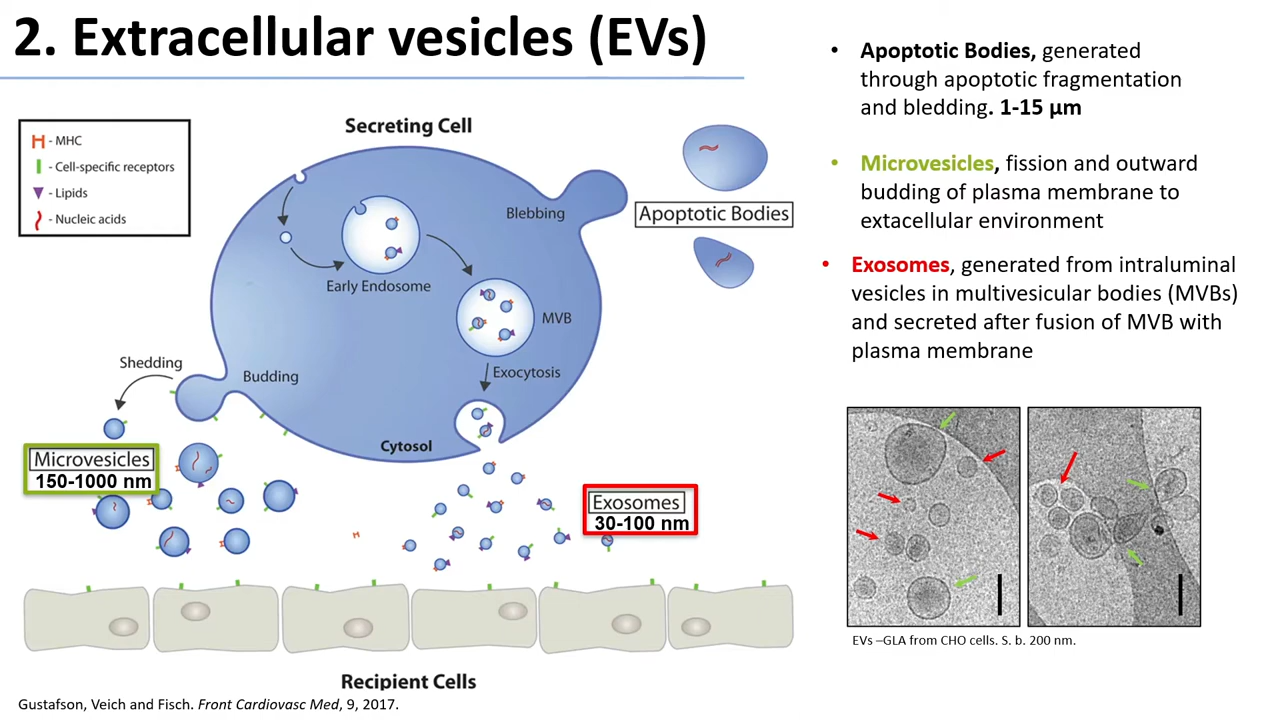 2. Extracellular vesicles (EVs)
- MHC
- Cell-specific receptors
- Lipids
- Nucleic acids
Secreting Cell
Blebbing
Apoptotic Bodies
Early Endosome
MVB
Exocytosis
Shedding
Budding
Cytosol
Microvesicles
150-1000 nm
Exosomes
30-100 nm
Recipient Cells
Gustafson, Veich and Fisch. Front Cardiovasc Med, 9, 2017.
• Apoptotic Bodies, generated
through apoptotic fragmentation
and bledding. 1-15 µm
• Microvesicles, fission and outward
budding of plasma membrane to
extacellular environment
• Exosomes, generated from intraluminal
vesicles in multivesicular bodies (MVBs)
and secreted after fusion of MVB with
plasma membrane
EVs –GLA from CHO cells. S. b. 200 nm.